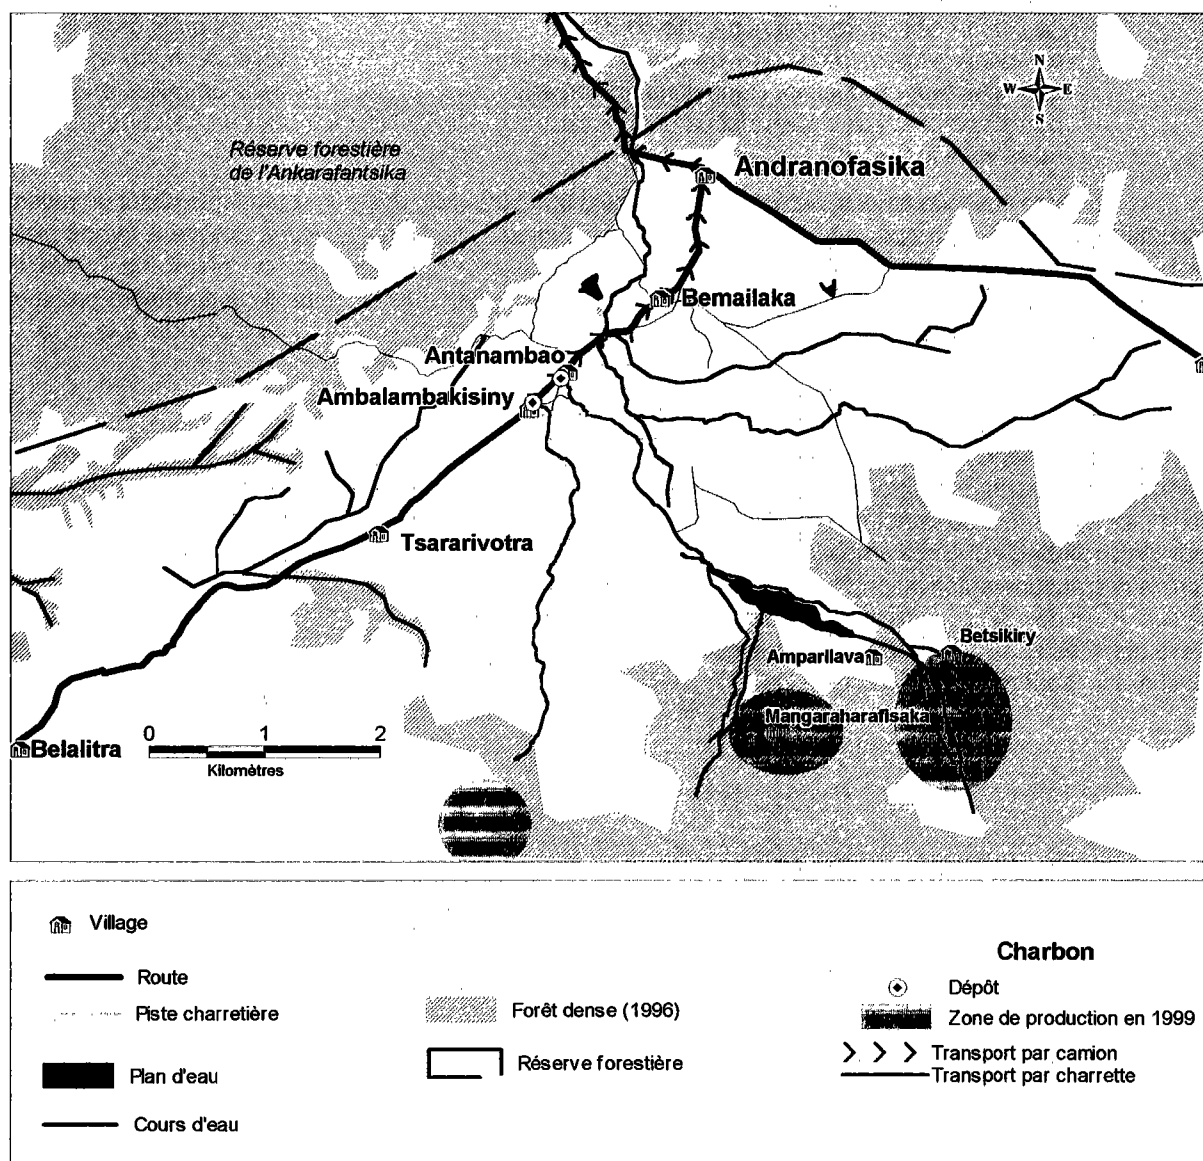 N
W E
S
Réserve forestière
de l'Ankarafantsika
Andranofasika
Bemailaka
Antanambao
Ambalambakisiny
Tsararivotra
Betsikiry
Amparilava
Mangaraharafisaka
Belalitra
0 1 2
Kilomètres
Village
Route
Piste charretière
Plan d'eau
Cours d'eau
Forêt dense (1996)
Réserve forestière
Charbon
Dépôt
Zone de production en 1999
Transport par camion
Transport par charrette